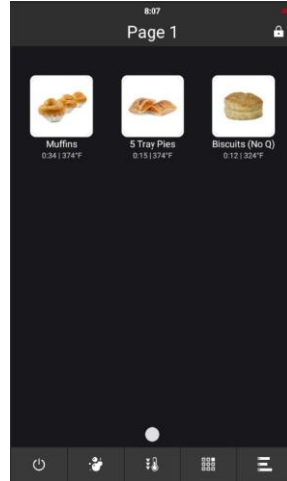 8:07
Page 1
Muffins
0:34 | 374°F
5 Tray Pies
0:15 | 374°F
Biscuits (No Q)
0:12 | 324°F